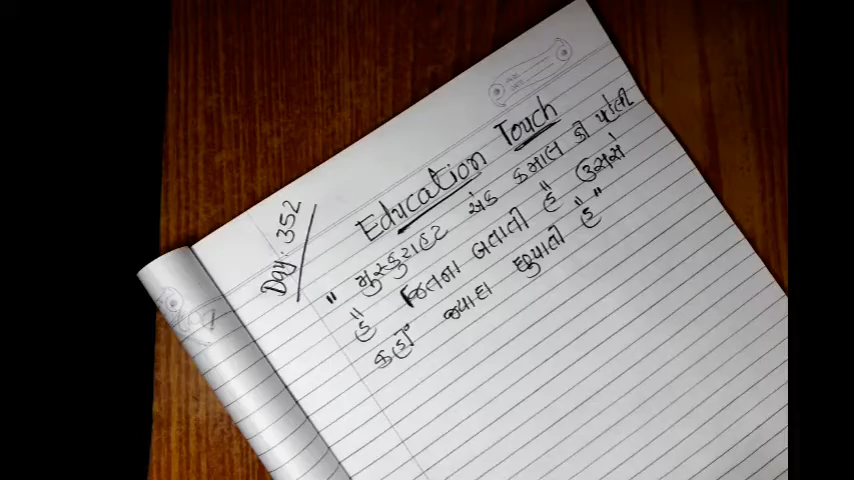 Day. 352
Education Touch
" મુસ્કુરાહટ એક કમાલ કી પહેલી
હૈં જિતના બતાતી હૈં ઉસસે
કહીં જ્યાદા છુપાતી હૈં "